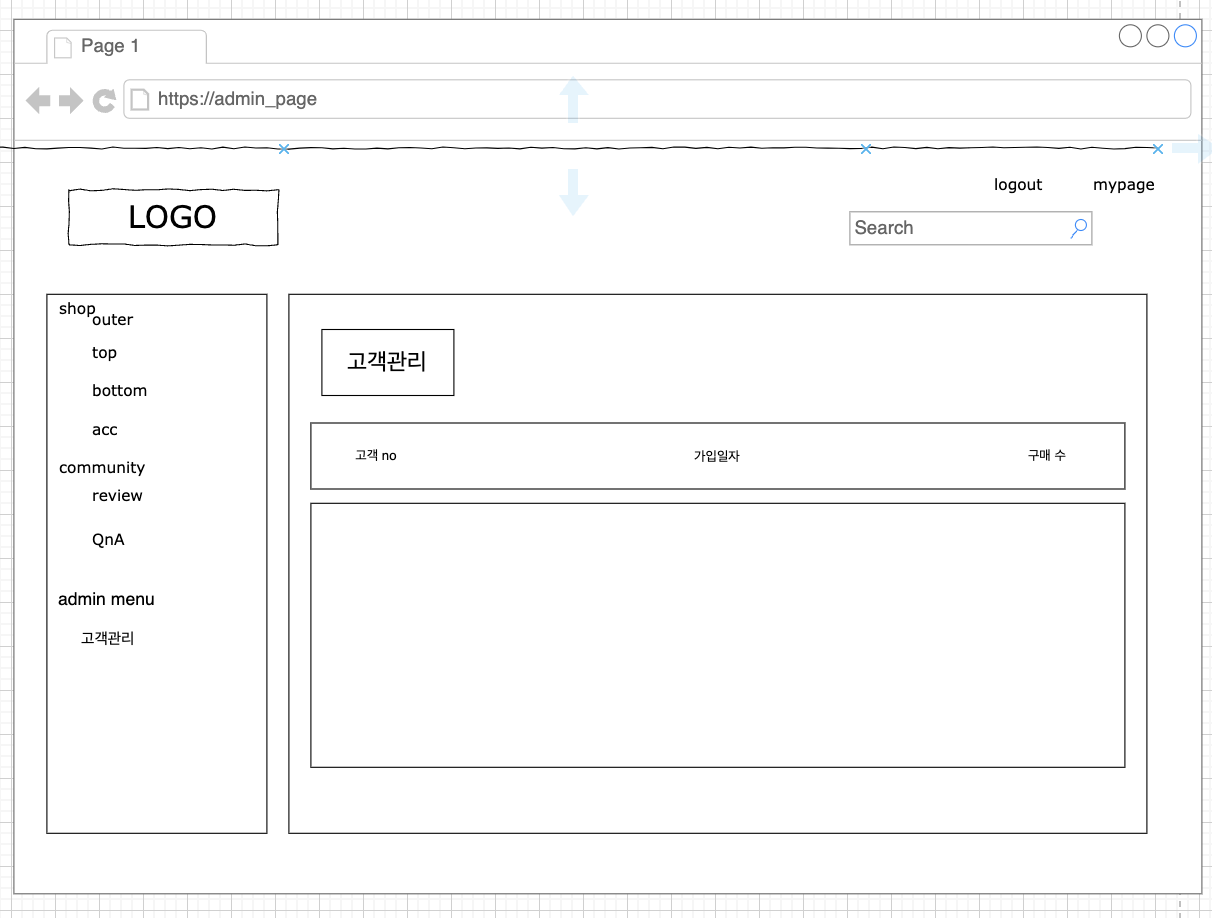 Page 1
https://admin_page
logout mypage
LOGO
Search
shop
outer
top
bottom
acc
community
review
QnA
admin menu
고객관리
고객관리
고객 no 가입일자 구매 수